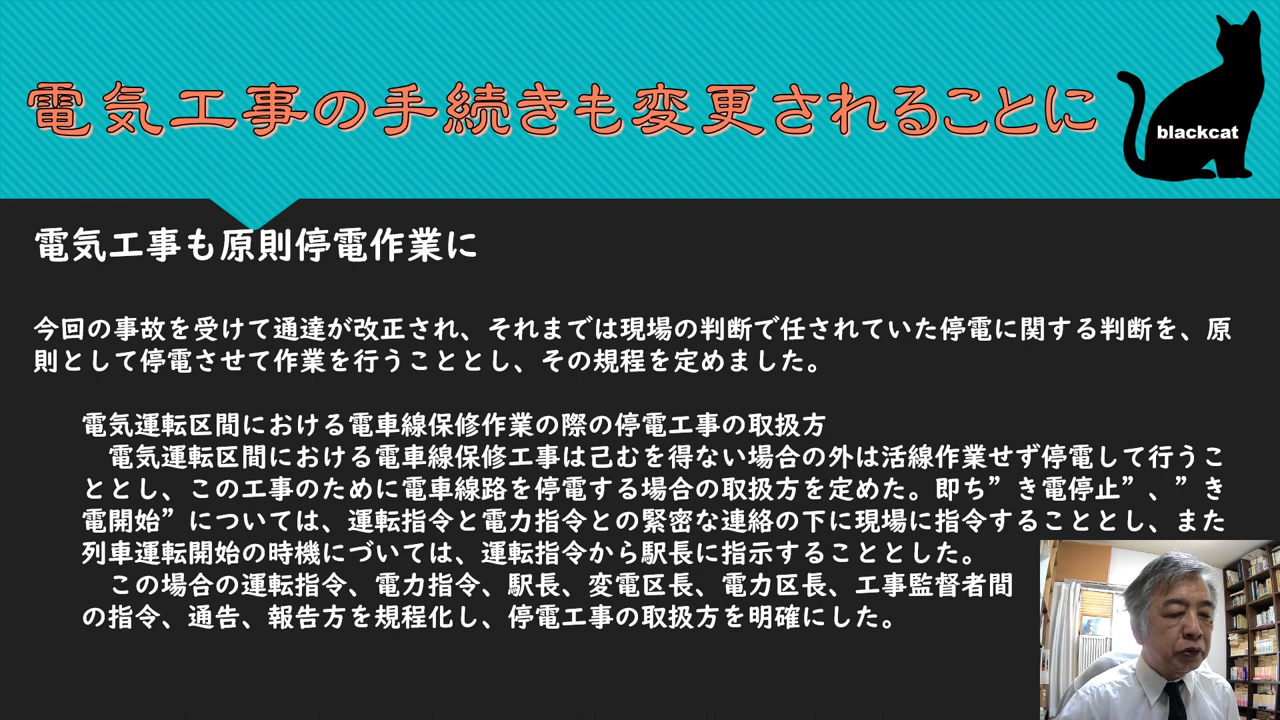 電気工事の手続きも変更されることに
blackcat
電気工事も原則停電作業に
今回の事故を受けて通達が改正され、それまでは現場の判断で任されていた停電に関する判断を、原
則として停電させて作業を行うこととし、その規程を定めました。
電気運転区間における電車線保修作業の際の停電工事の取扱方
電気運転区間における電車線保修工事は己むを得ない場合の外は活線作業せず停電して行うこ
ととし、この工事のために電車線路を停電する場合の取扱方を定めた。即ち”き電停止”、”き
電開始”については、運転指令と電力指令との緊密な連絡の下に現場に指令することとし、また
列車運転開始の時機にづいては、運転指令から駅長に指示することとした。
この場合の運転指令、電力指令、駅長、変電区長、電力区長、工事監督者間
の指令、通告、報告方を規程化し、停電工事の取扱方を明確にした。